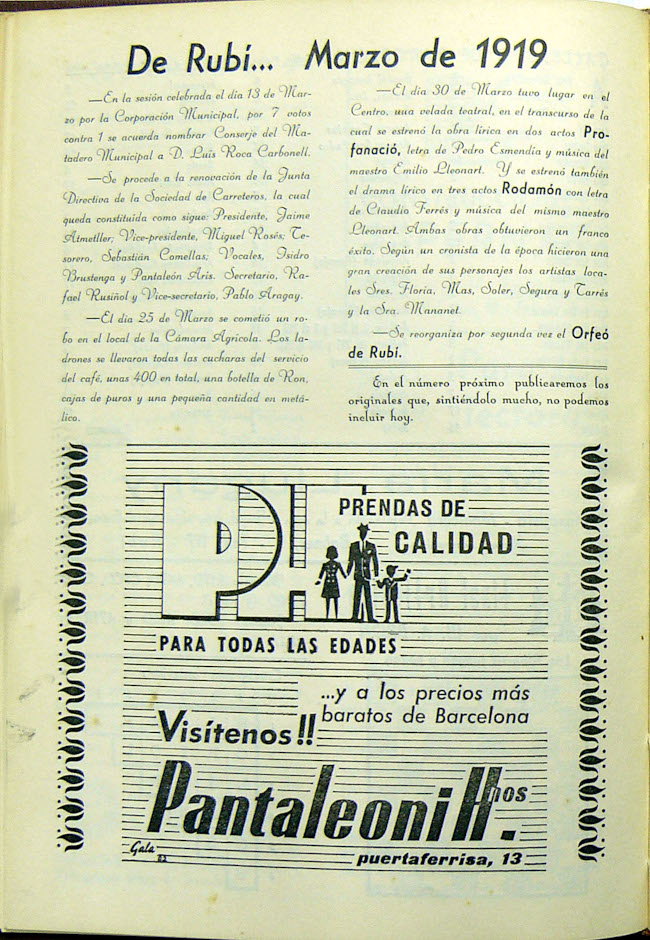 De Rubí... Marzo de 1919
—En la sesión celebrada el día 13 de Mar-
zo por la Corporación Municipal, por 7 votos
contra 1 se acuerda nombrar Conserje del Ma-
tadero Municipal a D. Luis Roca Carbonell.
—Se procede a la renovación de la Junta
Directiva de la Sociedad de Carreteros, la cual
queda constituída como sigue: Presidente, Jaime
Atmetller; Vice-presidente, Miguel Rosés; Te-
sorero, Sebastián Comellas; Vocales, Isidro
Brustenga y Pantaleón Aris. Secretario, Ra-
fael Rusiñol y Vice-secretario, Pablo Aragay.
—El día 25 de Marzo se cometió un ro-
bo en el local de la Cámara Agrícola. Los la-
drones se llevaron todas las cucharas del servicio
del café, unas 400 en total, una botella de Ron,
cajas de puros y una pequeña cantidad en metá-
lico.
—El día 30 de Marzo tuvo lugar en el
Centro, una velada teatral, en el transcurso de la
cual se estrenó la obra lírica en dos actos Pro-
fanació, letra de Pedro Esmendia y música del
maestro Emilio Lleonart. Y se estrenó también
el drama lírico en tres actos Rodamón con letra
de Claudio Ferrés y música del mismo maestro
Lleonart. Ambas obras obtuvieron un franco
éxito. Según un cronista de la época hicieron una
gran creación de sus personajes los artistas loca-
les Sres. Floria, Mas, Soler, Segura y Tarrés
y la Sra. Mananet.
—Se reorganiza por segunda vez el Orfeó
de Rubí.
En el número próximo publicaremos los
originales que, sintiéndolo mucho, no podemos
incluir hoy.
PH
PRENDAS DE
CALIDAD
PARA TODAS LAS EDADES
...y a los precios más
baratos de Barcelona
Visítenos!!
Pantaleoni Hnos.
Gala
puertaferrisa, 13